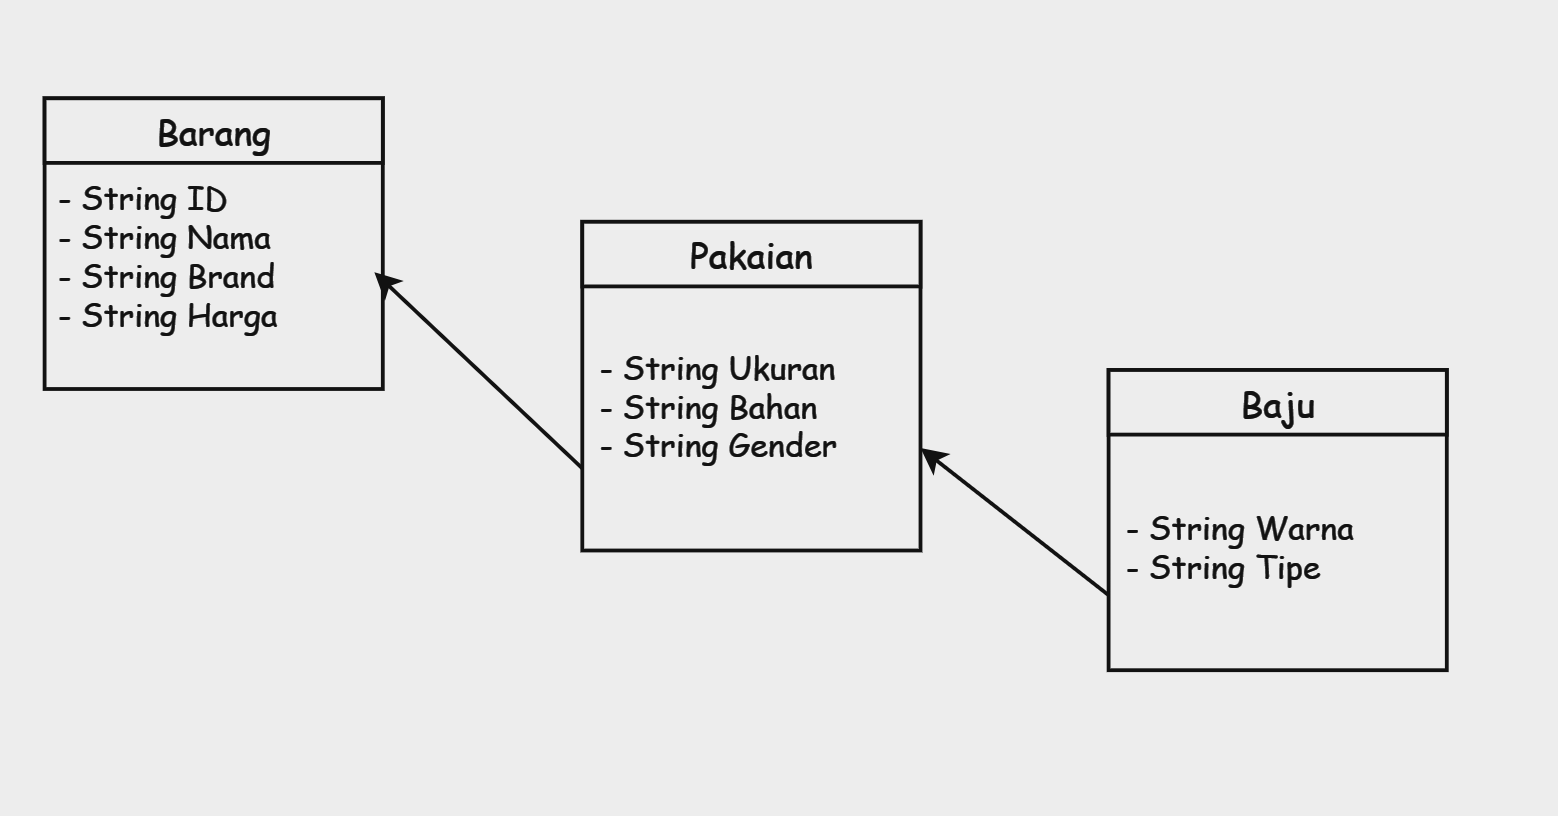 Barang
- String ID
- String Nama
- String Brand
- String Harga
Pakaian
- String Ukuran
- String Bahan
- String Gender
Baju
- String Warna
- String Tipe